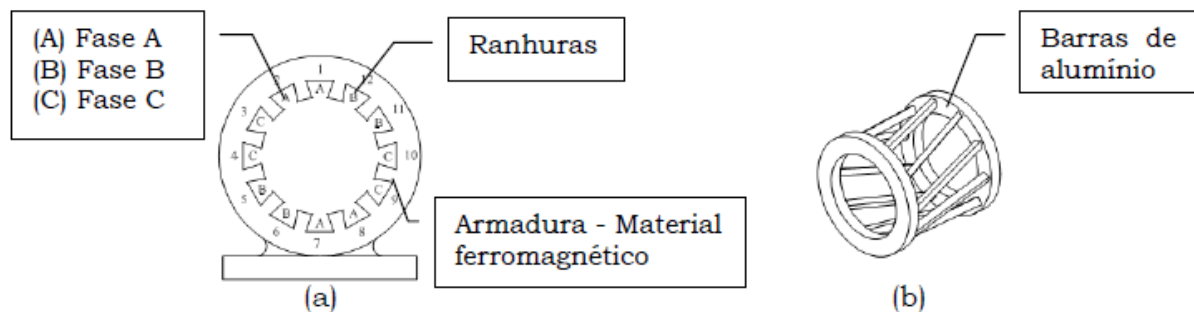 (A) Fase A
(B) Fase B
(C) Fase C
Ranhuras
Barras de
alumínio
Armadura - Material
ferromagnético
1
2
3
4
5
6
7
8
9
10
11
12
A
A
C
C
B
B
A
A
C
C
B
B
(a)
(b)